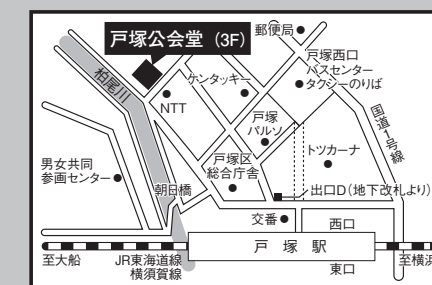 戸塚公会堂（3F）
郵便局
戸塚西口
バスセンター
タクシーのりば
柏尾川
ケンタッキー
NTT
国道1号線
戸塚
パルソ
トツカーナ
戸塚区
総合庁舎
男女共同
参画センター
朝日橋
出口D（地下改札より）
交番
西口
戸塚駅
至大船
JR東海道線
横須賀線
至横浜
東口